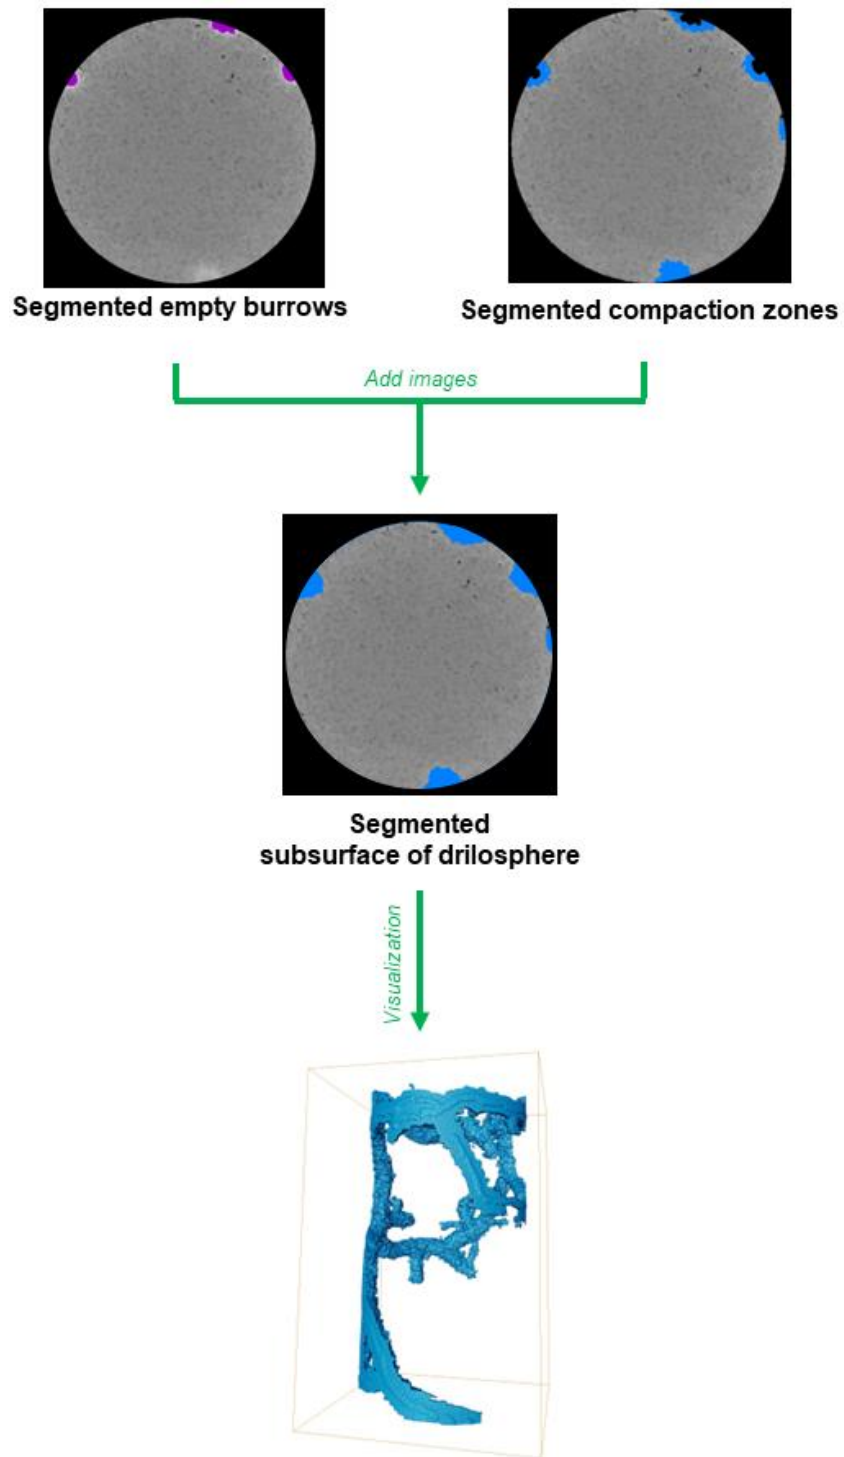 Segmented empty burrows
Segmented compaction zones
Add images
Segmented
subsurface of drilosphere
Visualization